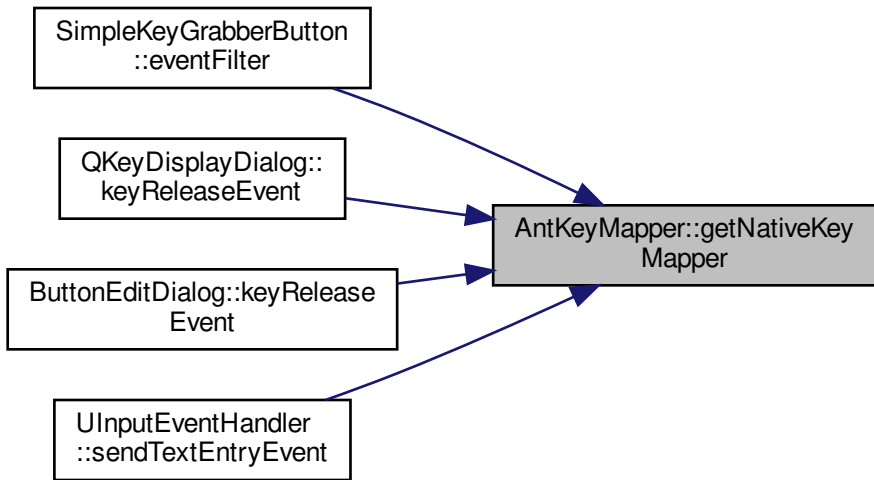 SimpleKeyGrabberButton
::eventFilter
QKeyDisplayDialog::
keyReleaseEvent
AntKeyMapper::getNativeKey
Mapper
ButtonEditDialog::keyRelease
Event
UInputEventHandler
::sendTextEntryEvent